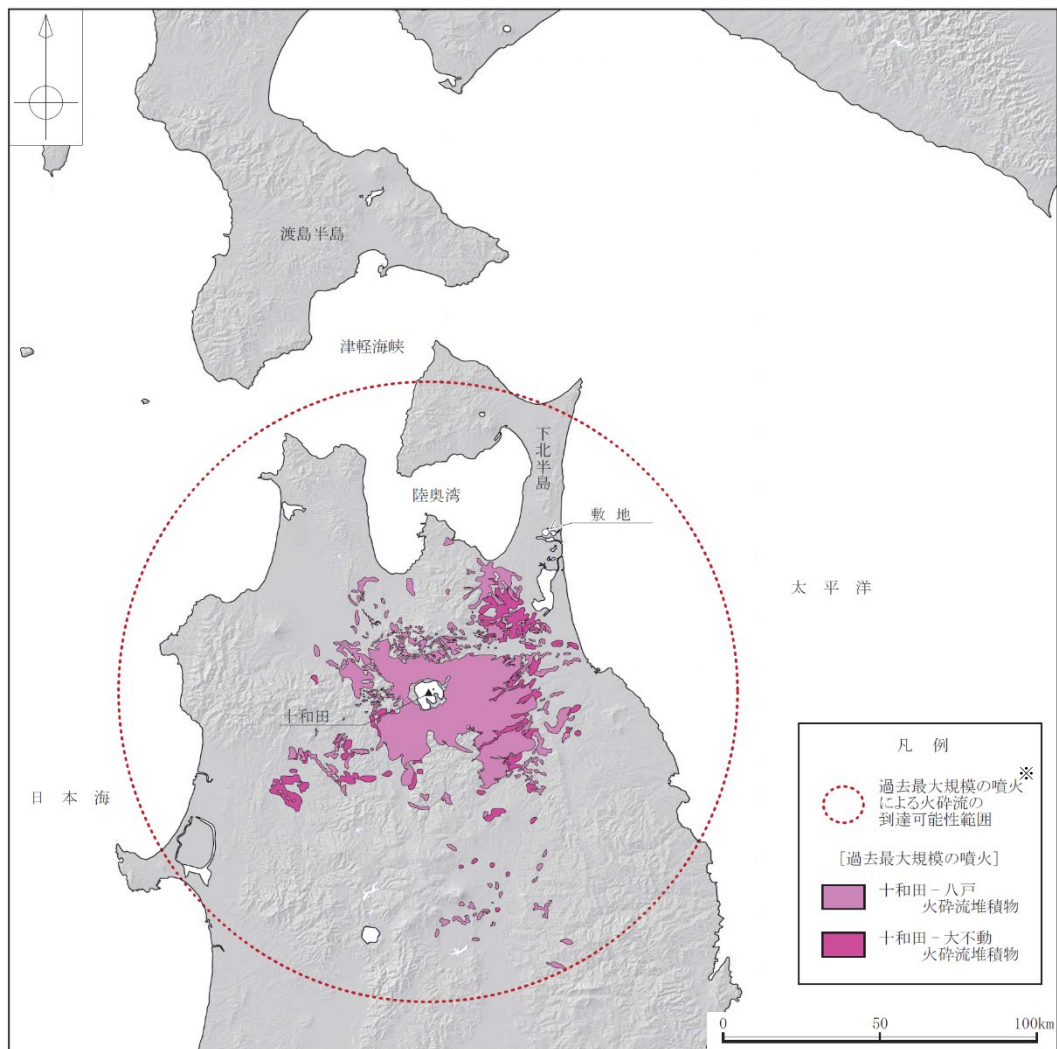 渡島半島
津軽海峡
下北半島
陸奥湾
敷 地
太 平 洋
十和田
日 本 海
凡 例
過去最大規模の噴火※
による火砕流の
到達可能性範囲
[過去最大規模の噴火]
十和田－八戸
火砕流堆積物
十和田－大不動
火砕流堆積物
0 50 100km